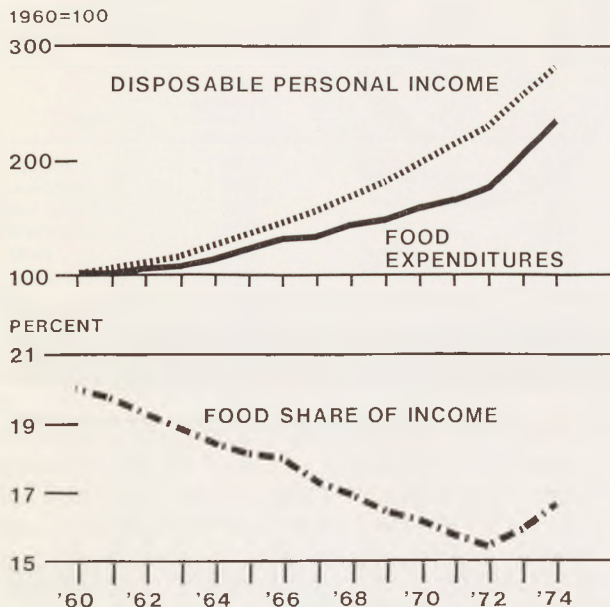 1960=100
300
DISPOSABLE PERSONAL INCOME
200
FOOD
EXPENDITURES
100
PERCENT
21
19
FOOD SHARE OF INCOME
17
15
'60 '62 '64 '66 '68 '70 '72 '74